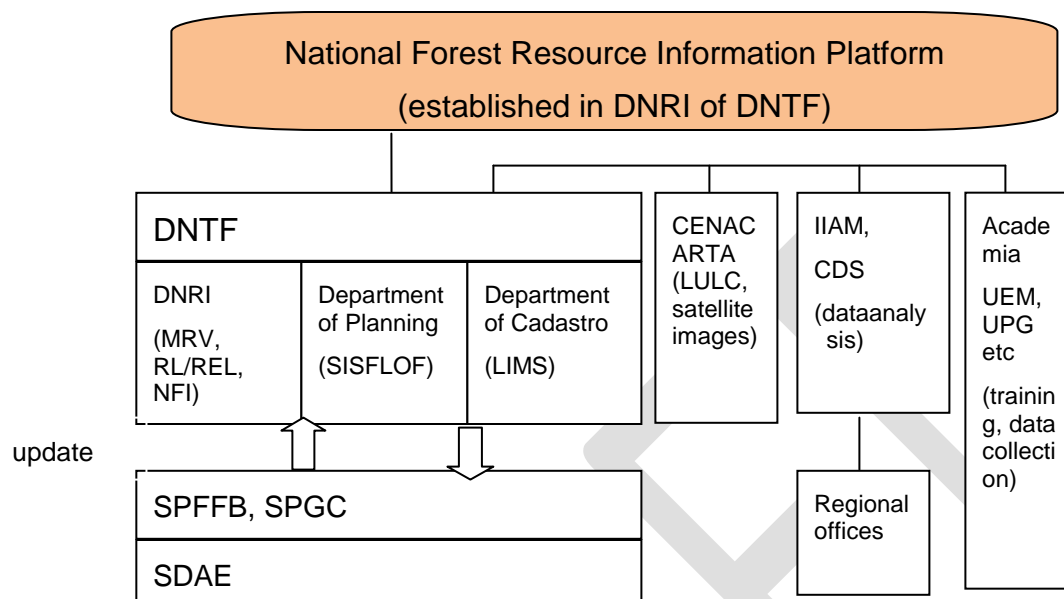 National Forest Resource Information Platform
(established in DNRI of DNTF)
DNTF
DNRI
(MRV,
RL/REL,
NFI)
Department
of Planning
(SISFLOF)
Department
of Cadastro
(LIMS)
CENAC
ARTA
(LULC,
satellite
images)
IIAM,
CDS
(dataanaly
sis)
Acade
mia
UEM,
UPG
etc
(trainin
g, data
collecti
on)
update
SPFFB, SPGC
SDAE
Regional
offices